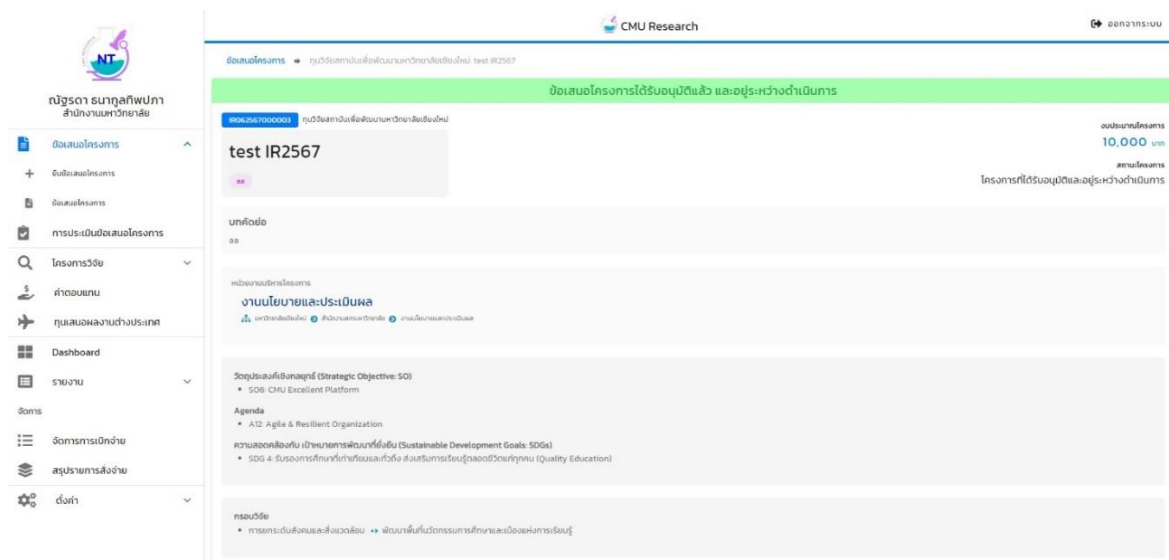 NT
ณัฐรดา ธนากูลทิพปภา
สำนักงานมหาวิทยาลัย
ข้อเสนอโครงการ
ยื่นข้อเสนอโครงการ
ข้อเสนอโครงการ
การประเมินข้อเสนอโครงการ
โครงการวิจัย
ค่าตอบแทน
ทุนเสนอผลงานต่างประเทศ
Dashboard
รายงาน
จัดการ
จัดการการเบิกจ่าย
สรุปรายการสั่งจ่าย
ตั้งค่า
CMU Research
ออกจากระบบ
ข้อเสนอโครงการ ทุนวิจัยสถาบันเพื่อพัฒนามหาวิทยาลัยเชียงใหม่ test IR2567
ข้อเสนอโครงการได้รับอนุมัติแล้ว และอยู่ระหว่างดำเนินการ
IR062567000003 ทุนวิจัยสถาบันเพื่อพัฒนามหาวิทยาลัยเชียงใหม่
test IR2567
ลล
งบประมาณโครงการ
10,000 บาท
สถานะโครงการ
โครงการที่ได้รับอนุมัติและอยู่ระหว่างดำเนินการ
บทคัดย่อ
ลล
หน่วยงานบริหารโครงการ
งานนโยบายและประเมินผล
มหาวิทยาลัยเชียงใหม่ สำนักงานสภามหาวิทยาลัย งานนโยบายและประเมินผล
วัตถุประสงค์เชิงกลยุทธ์ (Strategic Objective: SO)
SO6: CMU Excellent Platform
Agenda
A12: Agile & Resilient Organization
ความสอดคล้องกับ เป้าหมายการพัฒนาที่ยั่งยืน (Sustainable Development Goals: SDGs)
SDG 4: รับรองการศึกษาที่เท่าเทียมและทั่วถึง ส่งเสริมการเรียนรู้ตลอดชีวิตแก่ทุกคน (Quality Education)
กรอบวิจัย
การยกระดับสังคมและสิ่งแวดล้อม พัฒนาพื้นที่นวัตกรรมการศึกษาและเมืองแห่งการเรียนรู้